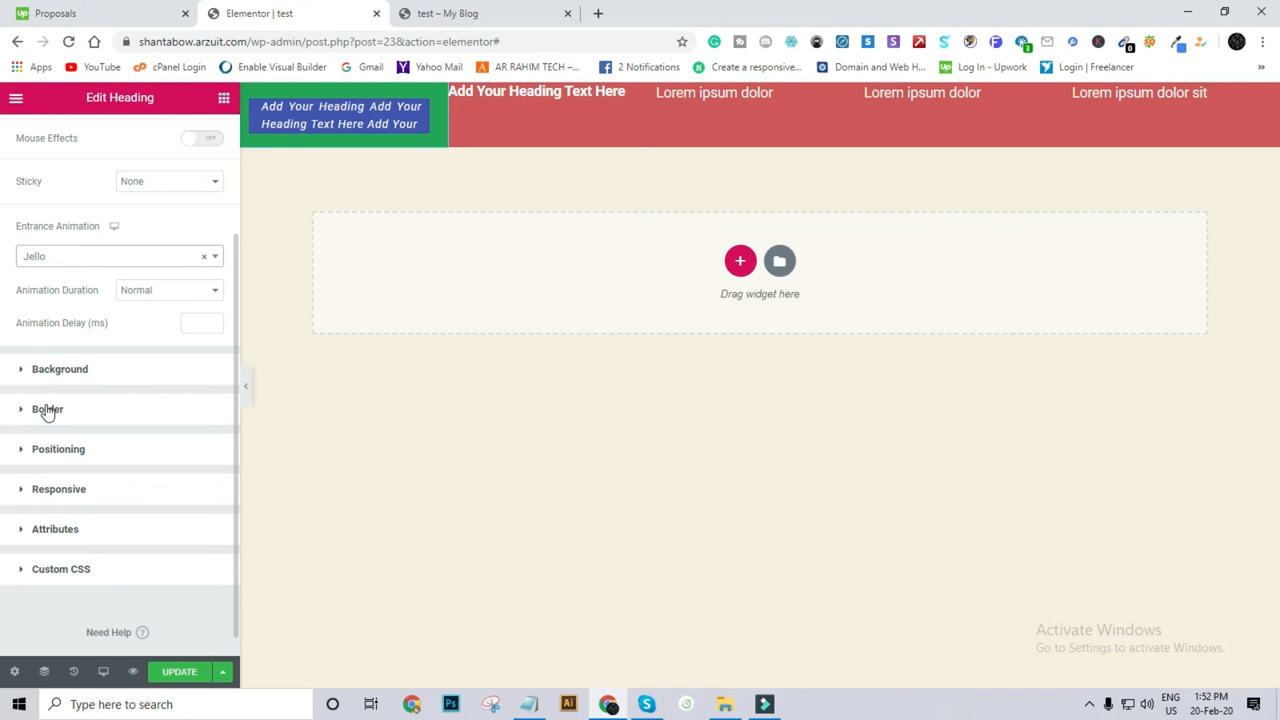 Proposals
Elementor | test
test – My Blog
shantabow.arzuit.com/wp-admin/post.php?post=23&action=elementor#
Apps
YouTube
cPanel Login
Enable Visual Builder
Gmail
Yahoo Mail
AR RAHIM TECH –...
2 Notifications
Create a responsive...
Domain and Web H...
Log In - Upwork
Login | Freelancer
»
Edit Heading
Add Your Heading Add Your
Heading Text Here Add Your
Add Your Heading Text Here
Lorem ipsum dolor
Lorem ipsum dolor
Lorem ipsum dolor sit
Mouse Effects
OFF
Sticky
None
Entrance Animation
Jello
Animation Duration
Normal
Animation Delay (ms)
Background
Border
Positioning
Responsive
Attributes
Custom CSS
Need Help ?
Drag widget here
UPDATE
Activate Windows
Go to Settings to activate Windows.
Type here to search
ENG
US
1:52 PM
20-Feb-20